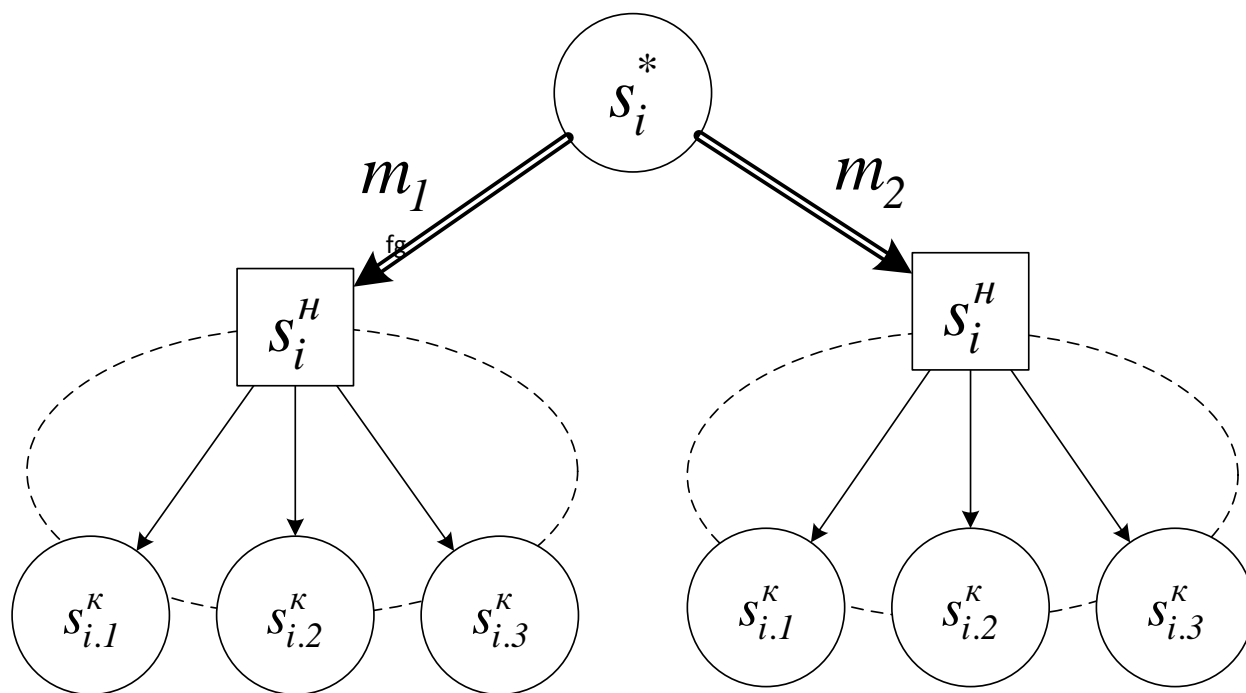 s_i^*
m_1
m_2
fg
s_i^н
s_i^н
s_{i.1}^к
s_{i.2}^к
s_{i.3}^к
s_{i.1}^к
s_{i.2}^к
s_{i.3}^к